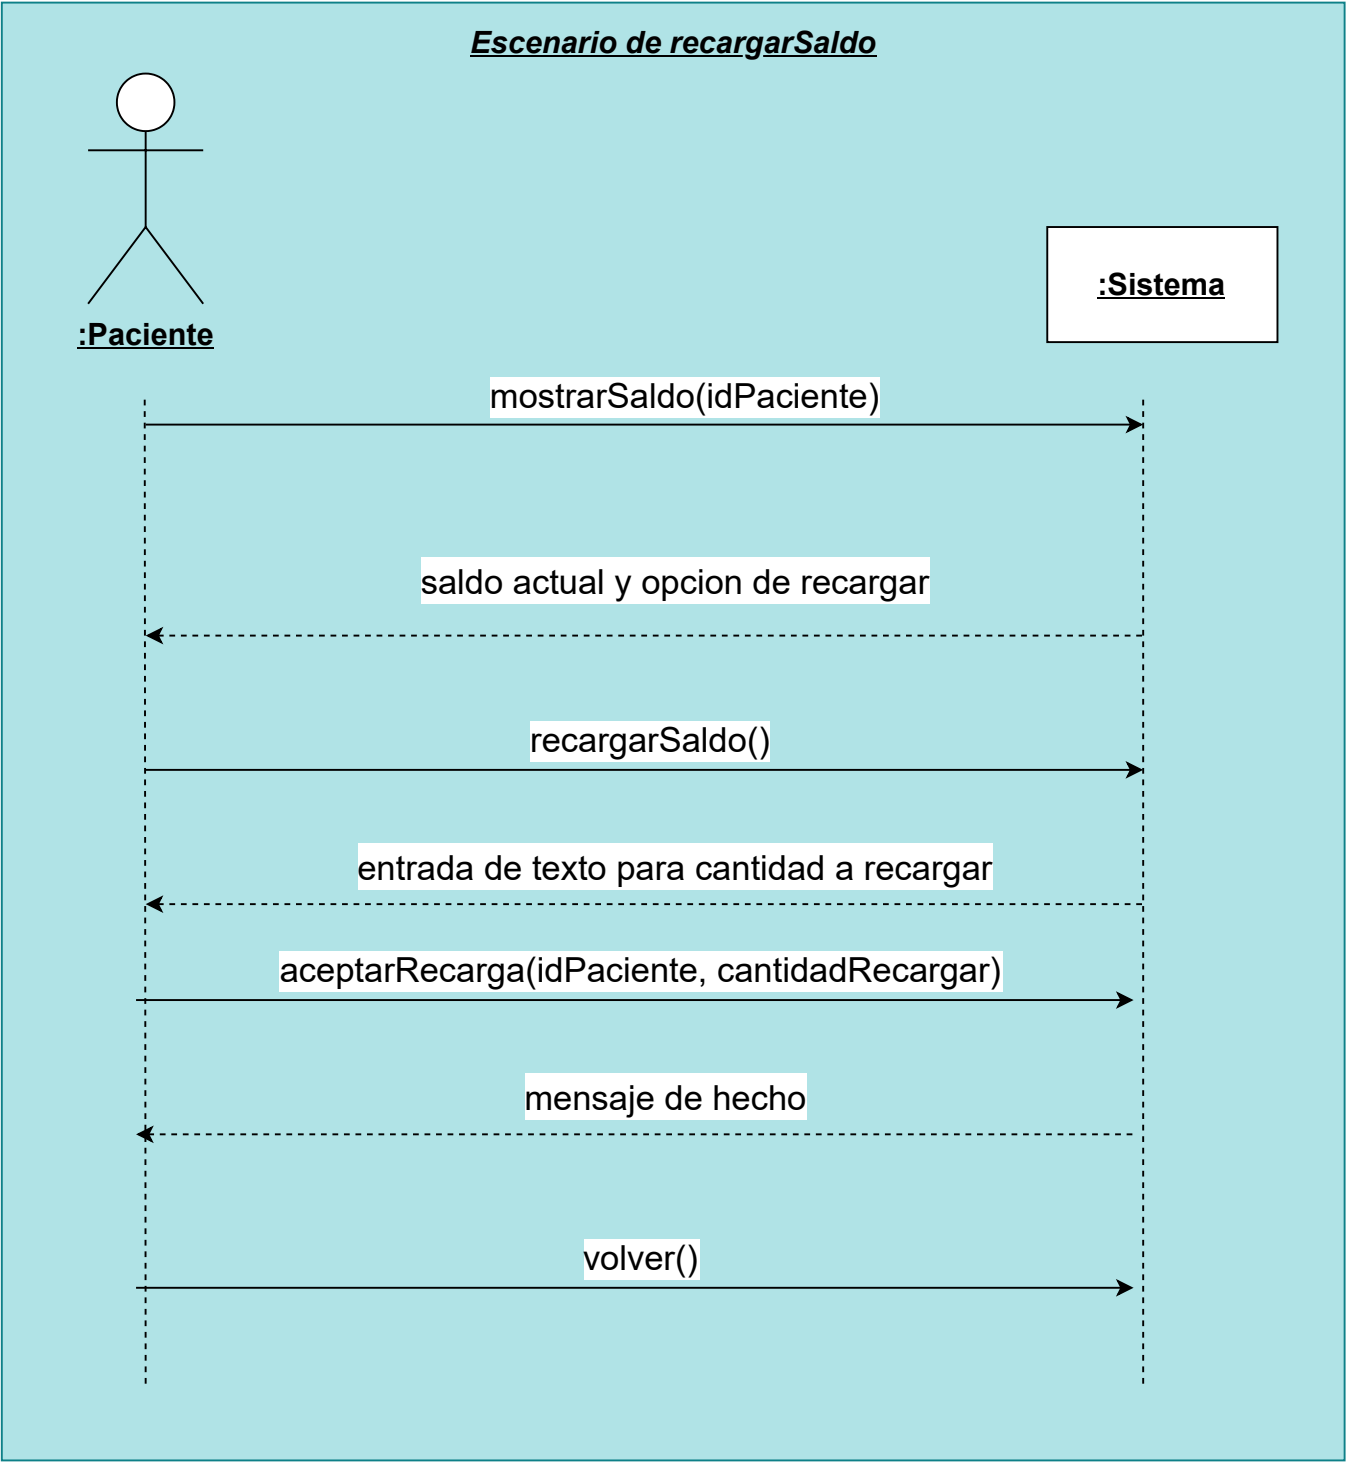 Escenario de recargarSaldo
:Sistema
:Paciente
mostrarSaldo(idPaciente)
saldo actual y opcion de recargar
recargarSaldo()
entrada de texto para cantidad a recargar
aceptarRecarga(idPaciente, cantidadRecargar)
mensaje de hecho
volver()